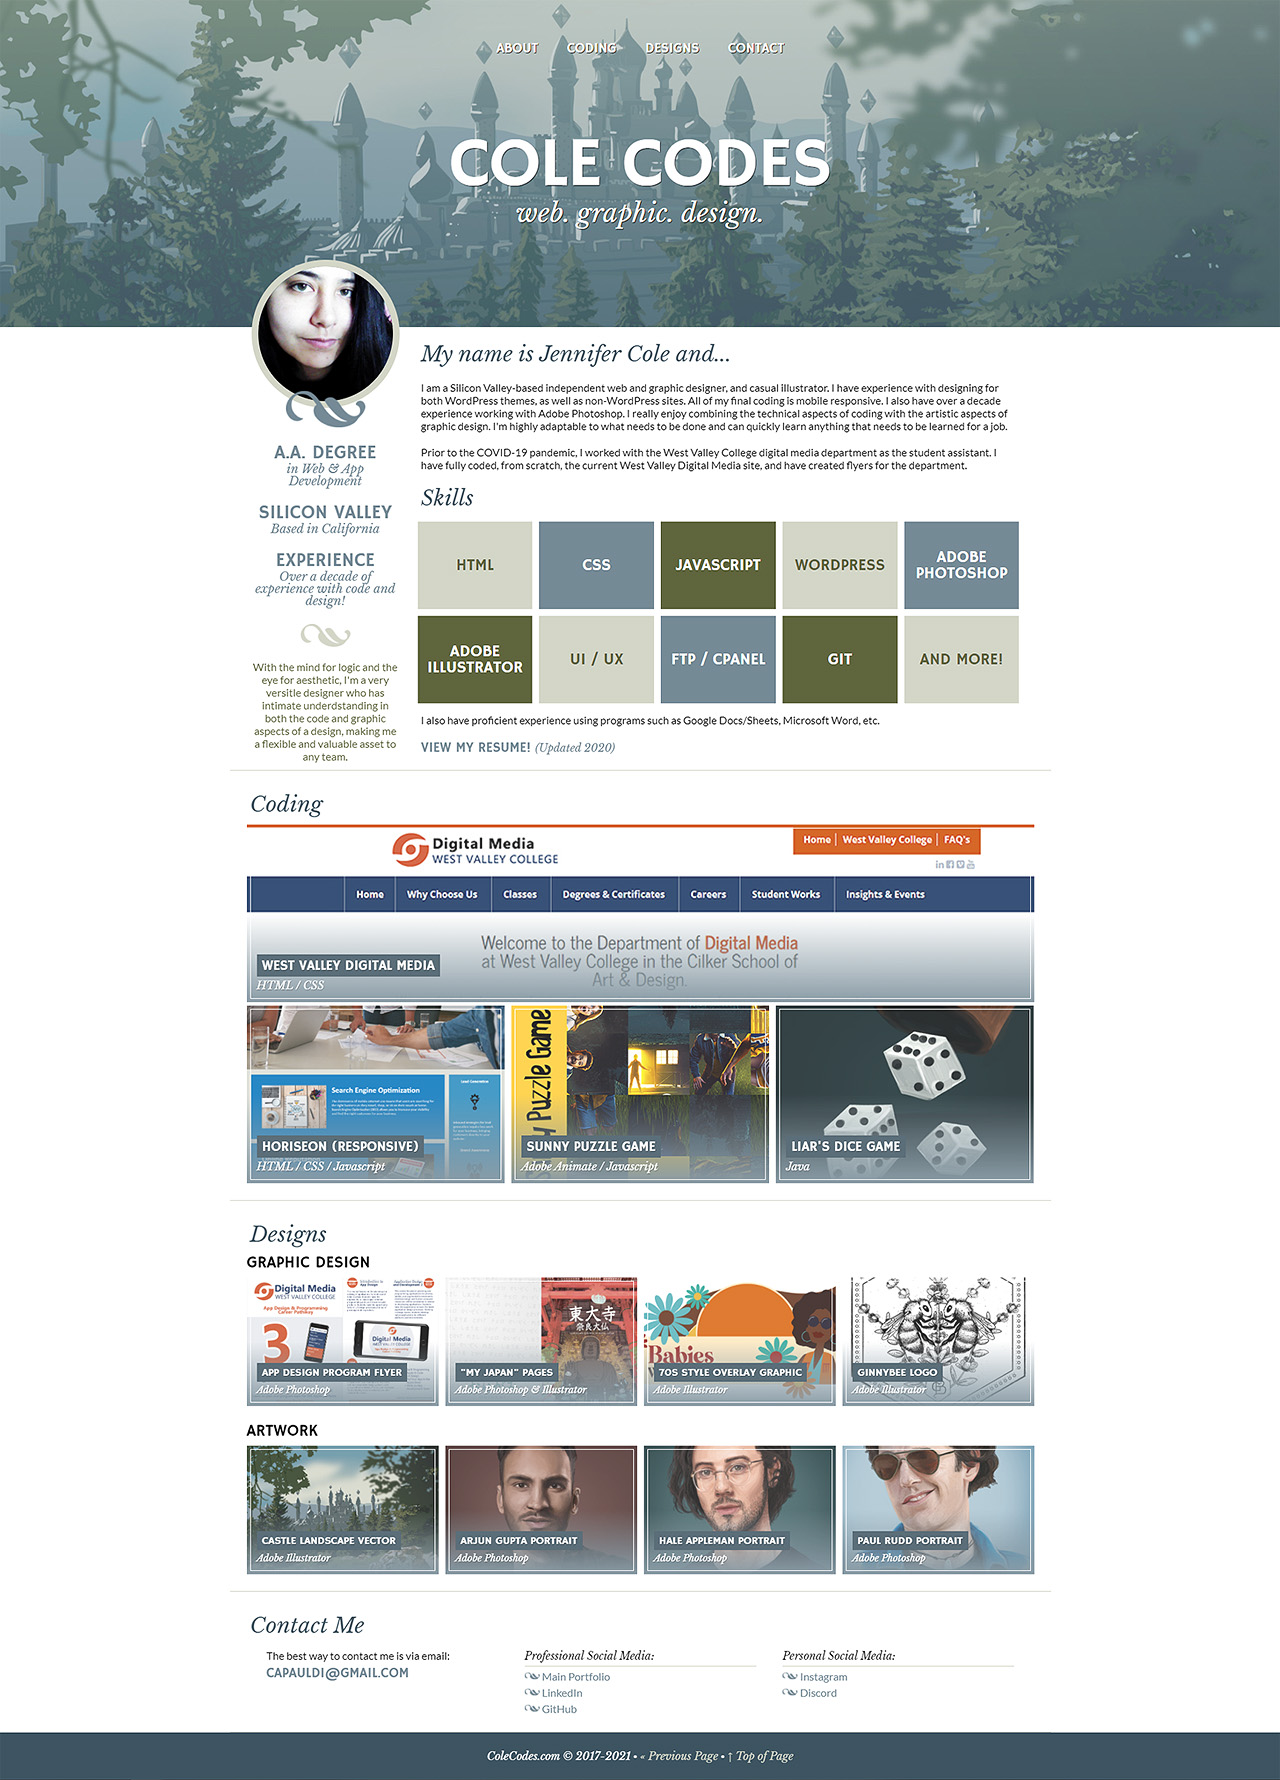 ABOUT CODING DESIGNS CONTACT
COLE CODES
web. graphic. design.
My name is Jennifer Cole and...
I am a Silicon Valley-based independent web and graphic designer, and casual illustrator. I have experience with designing for
both WordPress themes, as well as non-WordPress sites. All of my final coding is mobile responsive. I also have over a decade
experience working with Adobe Photoshop. I really enjoy combining the technical aspects of coding with the artistic aspects of
graphic design. I'm highly adaptable to what needs to be done and can quickly learn anything that needs to be learned for a job.
Prior to the COVID-19 pandemic, I worked with the West Valley College digital media department as the student assistant. I
have fully coded, from scratch, the current West Valley Digital Media site, and have created flyers for the department.
A.A. DEGREE
in Web & App
Development
SILICON VALLEY
Based in California
EXPERIENCE
Over a decade of
experience with code and
design!
With the mind for logic and the
eye for aesthetic, I'm a very
versitle designer who has
intimate underdstanding in
both the code and graphic
aspects of a design, making me
a flexible and valuable asset to
any team.
Skills
HTML
CSS
JAVASCRIPT
WORDPRESS
ADOBE
PHOTOSHOP
ADOBE
ILLUSTRATOR
UI / UX
FTP / CPANEL
GIT
AND MORE!
I also have proficient experience using programs such as Google Docs/Sheets, Microsoft Word, etc.
VIEW MY RESUME! (Updated 2020)
Coding
Digital Media
WEST VALLEY COLLEGE
Home West Valley College FAQ's
Home Why Choose Us Classes Degrees & Certificates Careers Student Works Insights & Events
Welcome to the Department of Digital Media
at West Valley College in the Cilker School of
Art & Design.
WEST VALLEY DIGITAL MEDIA
HTML / CSS
Search Engine Optimization
HORISEON (RESPONSIVE)
HTML / CSS / Javascript
y Puzzle Game
SUNNY PUZZLE GAME
Adobe Animate / Javascript
LIAR'S DICE GAME
Java
Designs
GRAPHIC DESIGN
Digital Media
WEST VALLEY COLLEGE
App Design & Programming
Career Pathway
3
Digital Media
APP DESIGN PROGRAM FLYER
Adobe Photoshop
東大寺
奈良大仏
"MY JAPAN" PAGES
Adobe Photoshop & Illustrator
Babies
70S STYLE OVERLAY GRAPHIC
Adobe Illustrator
GINNYBEE LOGO
Adobe Illustrator
ARTWORK
CASTLE LANDSCAPE VECTOR
Adobe Illustrator
ARJUN GUPTA PORTRAIT
Adobe Photoshop
HALE APPLEMAN PORTRAIT
Adobe Photoshop
PAUL RUDD PORTRAIT
Adobe Photoshop
Contact Me
The best way to contact me is via email:
CAPAULDI@GMAIL.COM
Professional Social Media:
Main Portfolio
LinkedIn
GitHub
Personal Social Media:
Instagram
Discord
ColeCodes.com © 2017-2021 • « Previous Page • ↑ Top of Page